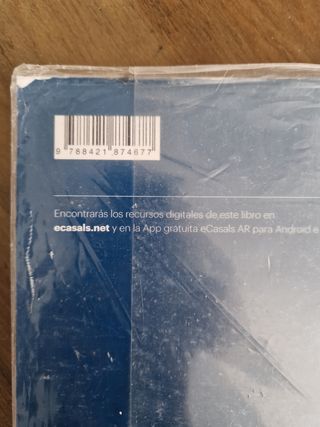 9 788421 874677
Encontrarás los recursos digitales de este libro en
ecasals.net y en la App gratuita eCasals AR para Android e